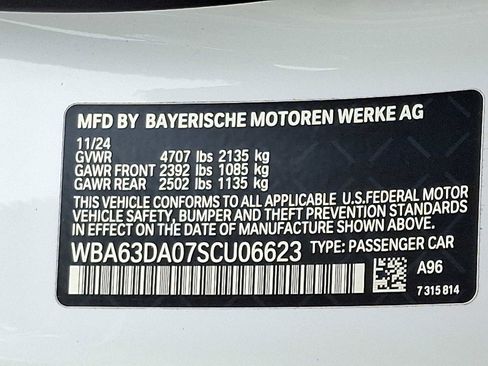 MFD BY BAYERISCHE MOTOREN WERKE AG
11/24
GVWR 4707 lbs 2135 kg
GAWR FRONT 2392 lbs 1085 kg
GAWR REAR 2502 lbs 1135 kg
THIS VEHICLE CONFORMS TO ALL APPLICABLE U.S.FEDERAL MOTOR
VEHICLE SAFETY, BUMPER AND THEFT PREVENTION STANDARDS
IN EFFECT ON THE DATE OF MANUFACTURE SHOWN ABOVE.
WBA63DA07SCU06623 TYPE: PASSENGER CAR
A96
7 315 814